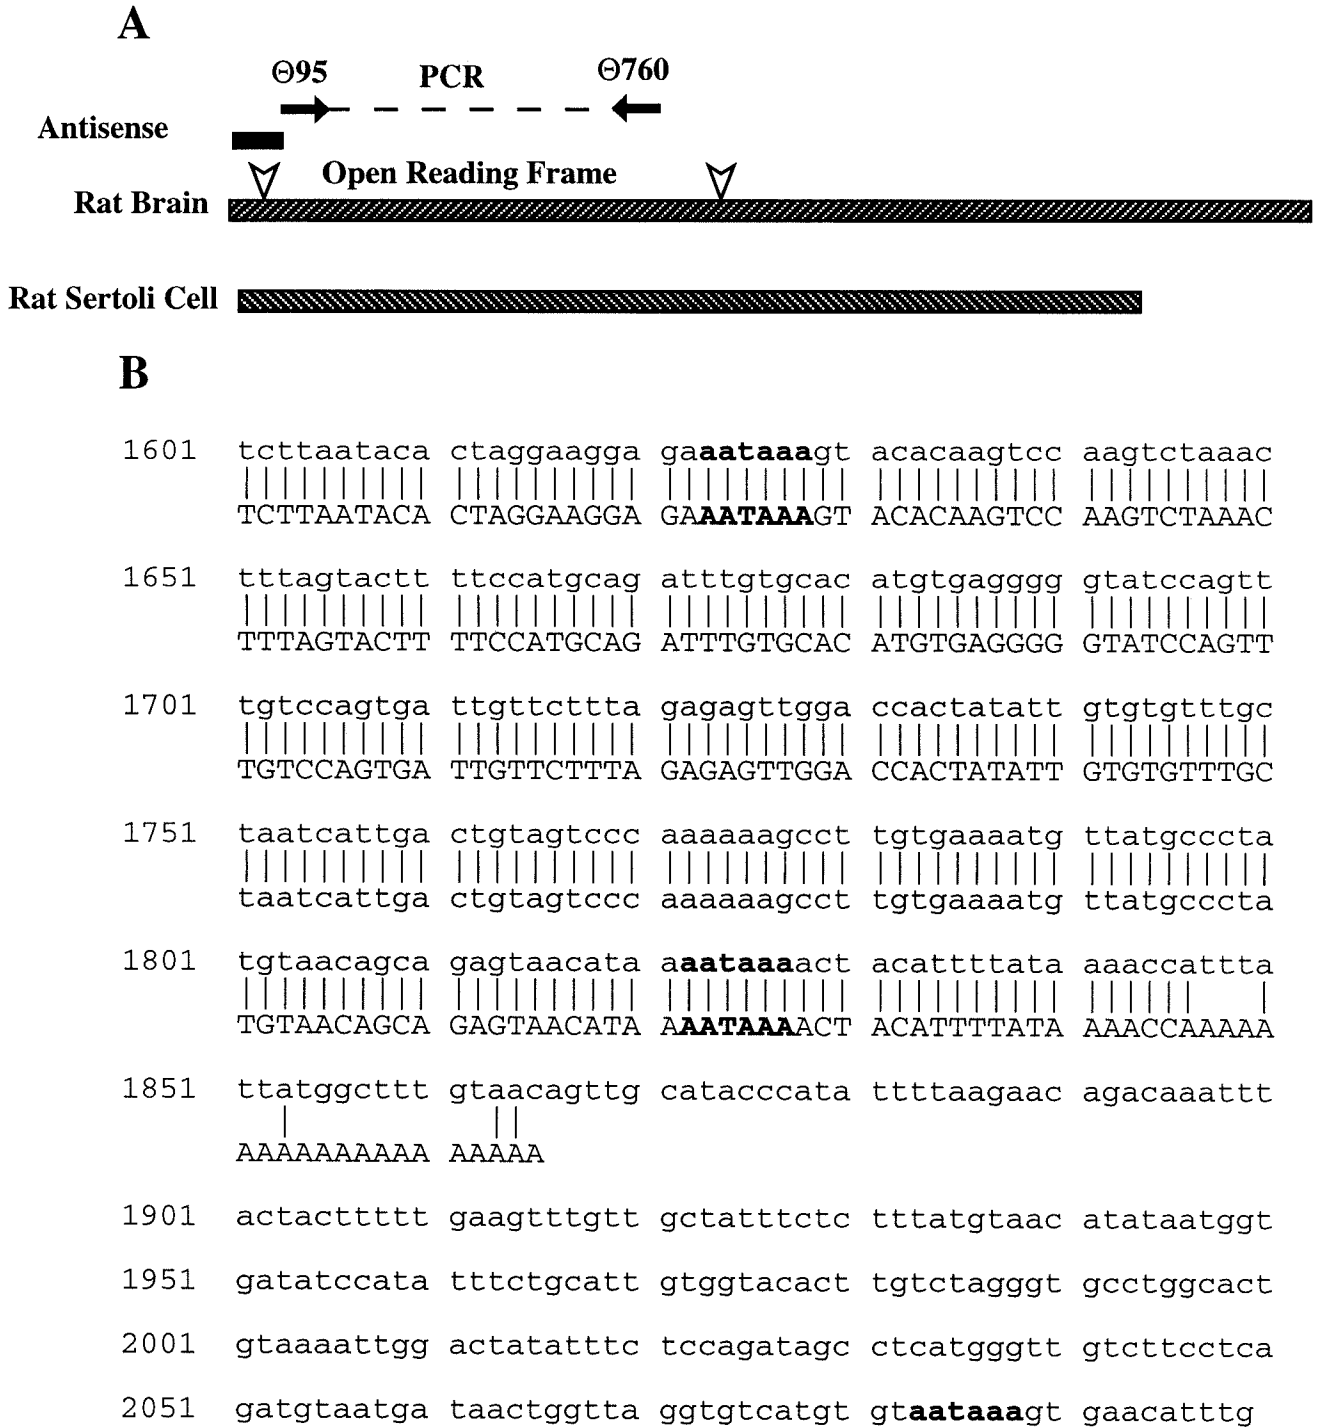 A
Θ95 PCR Θ760
Antisense
Open Reading Frame
Rat Brain
Rat Sertoli Cell
B
1601 tcttaataca ctaggaagga gaaataaagt acacaagtcc aagtctaaac
TCTTAATACA CTAGGAAGGA GAAATAAAGT ACACAAGTCC AAGTCTAAAC
1651 tttagtactt ttccatgcag atttgtgcac atgtgagggg gtatccagtt
TTTAGTACTT TTCCATGCAG ATTTGTGCAC ATGTGAGGGG GTATCCAGTT
1701 tgtccagtga ttgttcttta gagagttgga ccactatatt gtgtgtttgc
TGTCCAGTGA TTGTTCTTTA GAGAGTTGGA CCACTATATT GTGTGTTTGC
1751 taatcattga ctgtagtccc aaaaaagcct tgtgaaaatg ttatgcccta
taatcattga ctgtagtccc aaaaaagcct tgtgaaaatg ttatgcccta
1801 tgtaacagca gagtaacata aaataaaact acattttata aaaccattta
TGTAACAGCA GAGTAACATA AAATAAAACT ACATTTTATA AAACCAAAAA
1851 ttatggcttt gtaacagttg catacccata ttttaagaac agacaaattt
AAAAAAAAAA AAAAA
1901 actacttttt gaagtttgtt gctatttctc tttatgtaac atataatggt
1951 gatatccata tttctgcatt gtggtacact tgtctagggt gcctggcact
2001 gtaaaattgg actatatttc tccagatagc ctcatgggtt gtcttcctca
2051 gatgtaatga taactggtta ggtgtcatgt gtaataaagt gaacatttg